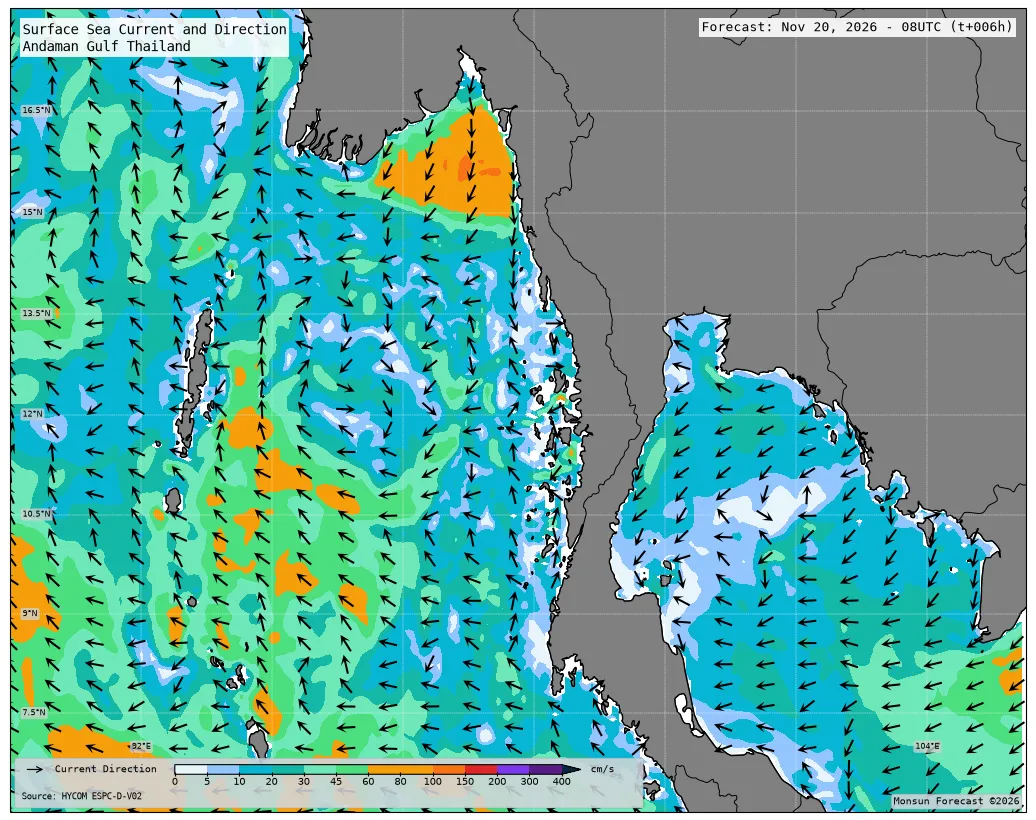 Surface Sea Current and Direction
Andaman Gulf Thailand
Forecast: Nov 20, 2026 - 08UTC (t+006h)
16.5°N
15°N
13.5°N
12°N
10.5°N
9°N
7.5°N
92°E
104°E
Current Direction
cm/s
0 5 10 20 30 45 60 80 100 150 200 300 400
Source: HYCOM ESPC-D-V02
Monsun Forecast ©2026